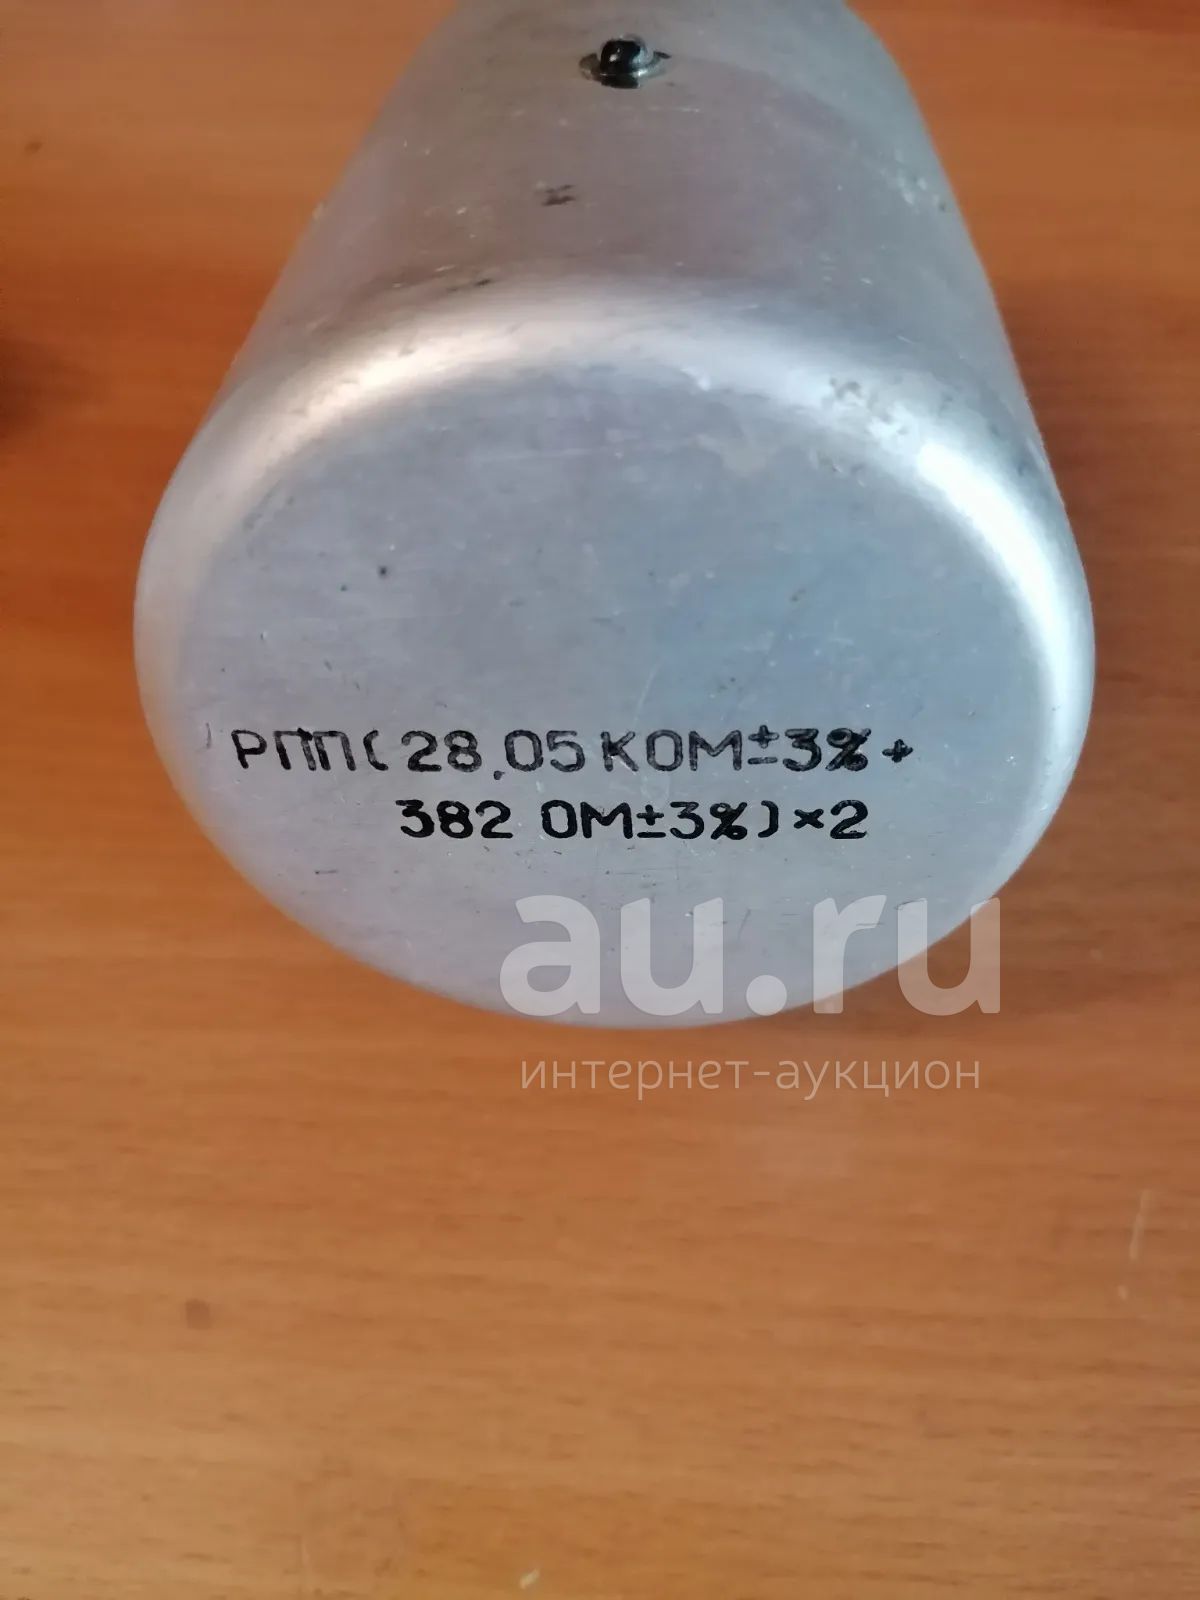 РПП(28,05 КОМ±3%+
382 ОМ±3%)×2
au.ru
интернет-аукцион